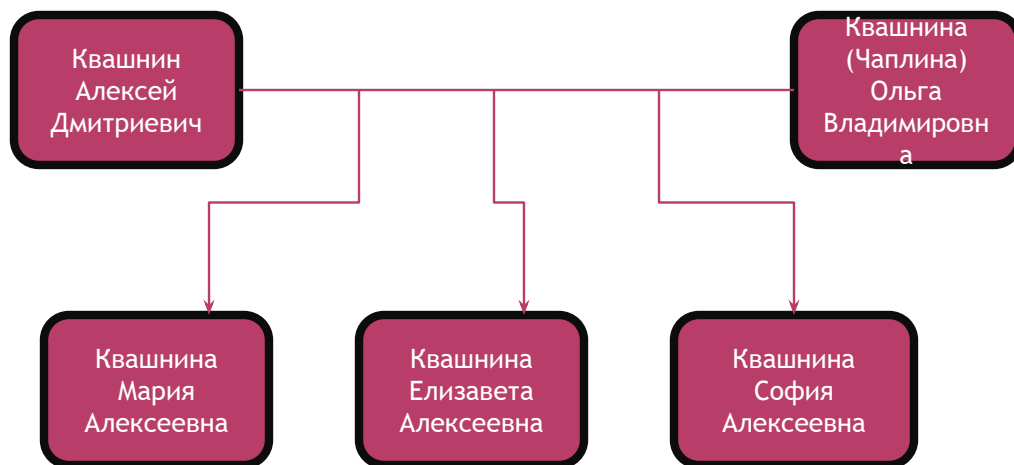 Квашнин
Алексей
Дмитриевич
Квашнина
(Чаплина)
Ольга
Владимировн
а
Квашнина
Мария
Алексеевна
Квашнина
Елизавета
Алексеевна
Квашнина
София
Алексеевна